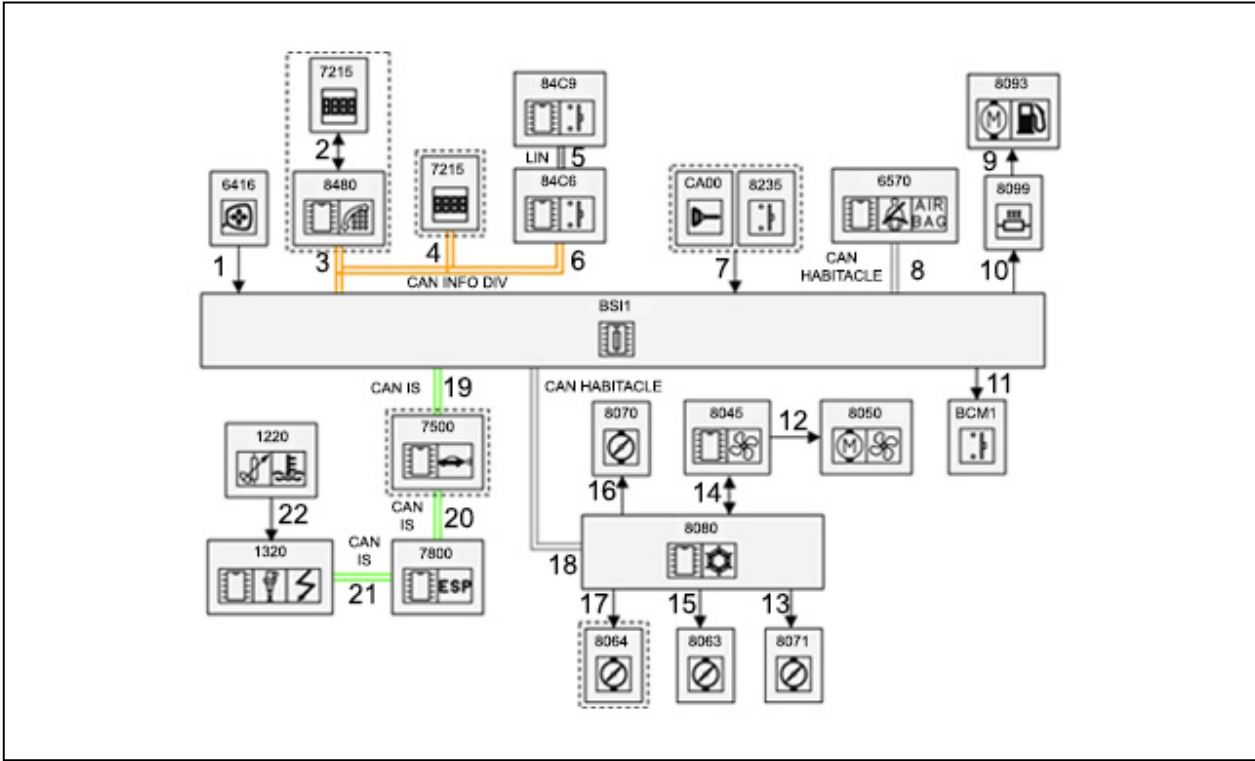 7215
8888
2
6416
8480
1
3
7215
8888
4
84C9
LIN
5
84C6
6
CAN INFO DIV
CA00
8235
7
6570
AIR
BAG
CAN
HABITACLE
8
8093
M
9
8099
10
BSI1
CAN IS
19
7500
1220
22
CAN
IS
20
1320
CAN
IS
21
7800
ESP
CAN HABITACLE
18
8070
16
8045
12
8050
M
14
11
BCM1
8080
17
15
13
8064
8063
8071